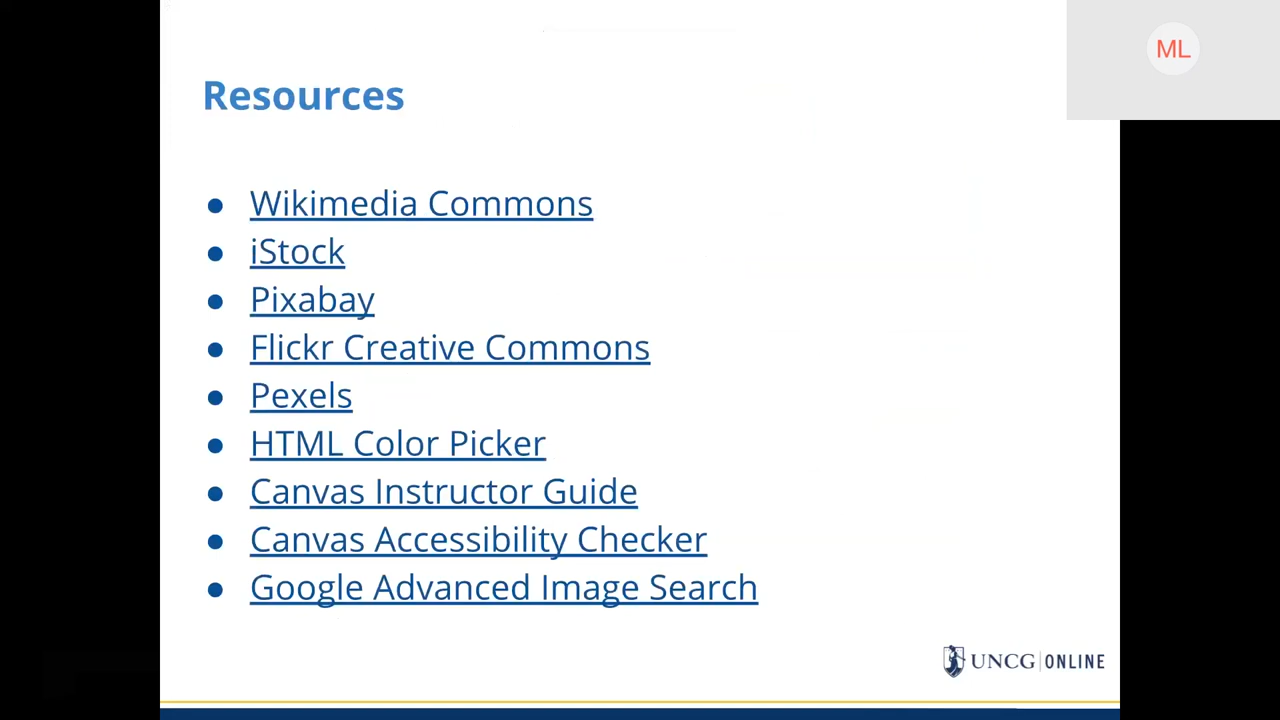 ML
Resources
Wikimedia Commons
iStock
Pixabay
Flickr Creative Commons
Pexels
HTML Color Picker
Canvas Instructor Guide
Canvas Accessibility Checker
Google Advanced Image Search
UNCG | ONLINE